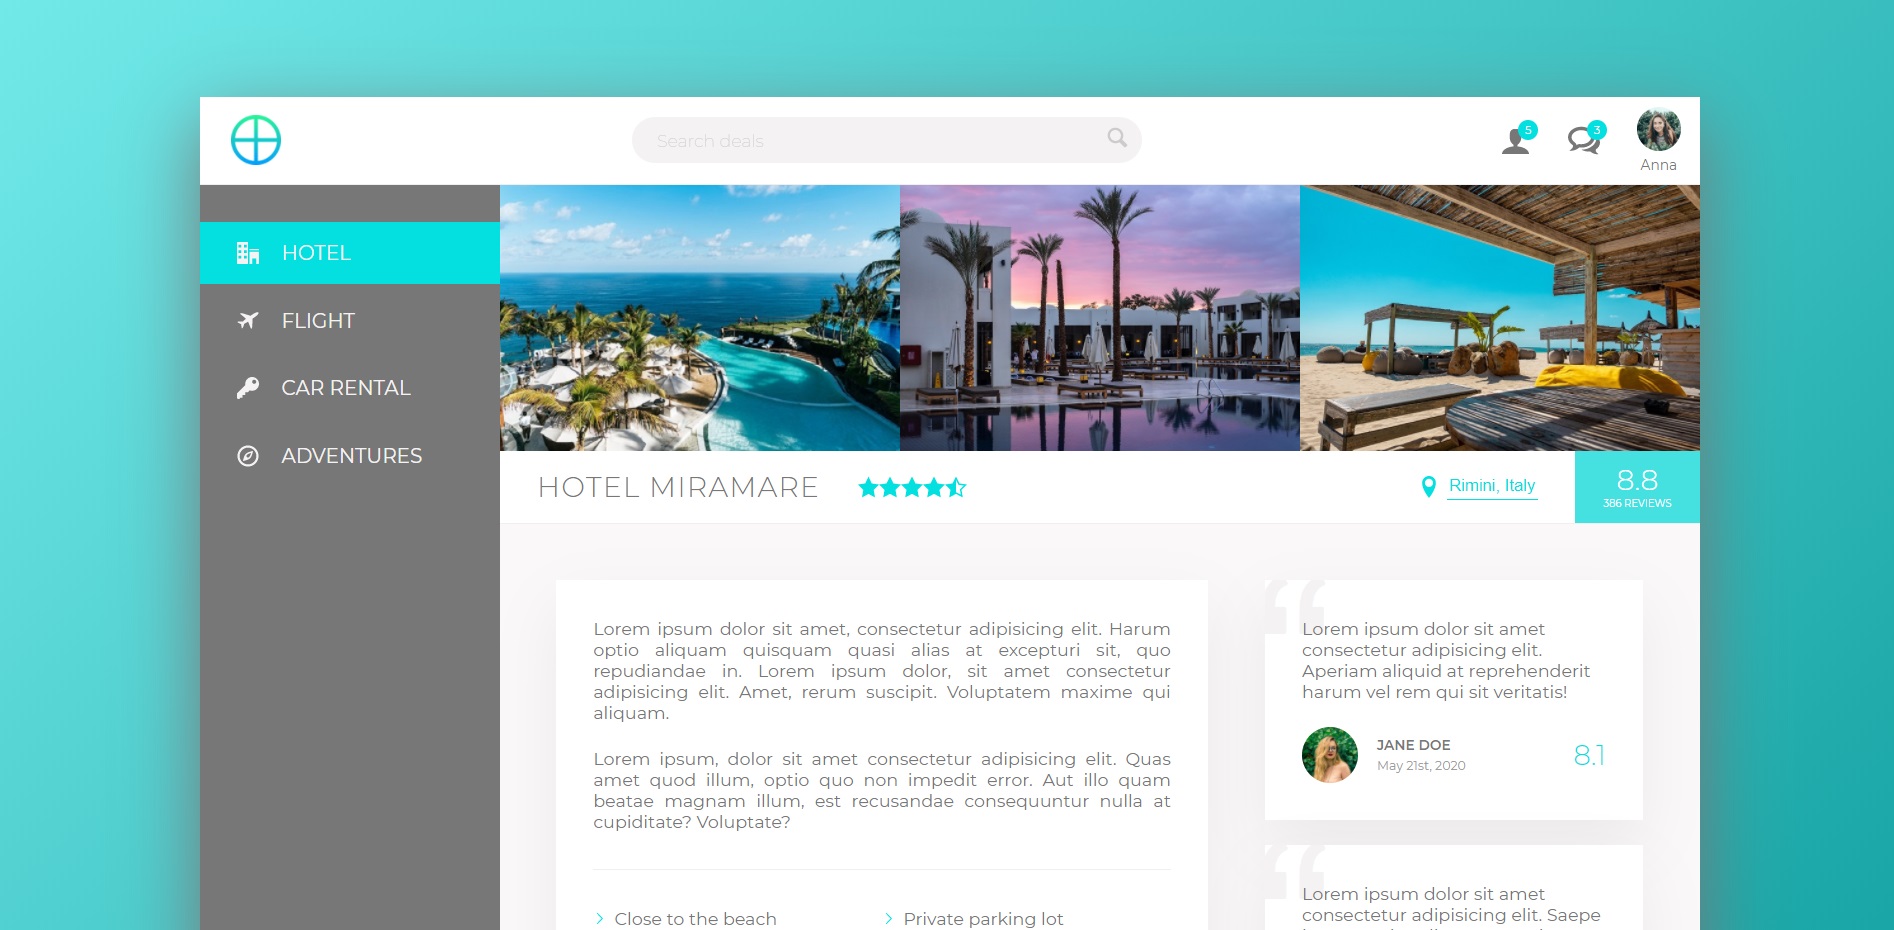 Search deals
5
3
Anna
HOTEL
FLIGHT
CAR RENTAL
ADVENTURES
HOTEL MIRAMARE
Rimini, Italy
8.8
386 REVIEWS
Lorem ipsum dolor sit amet, consectetur adipisicing elit. Harum
optio aliquam quisquam quasi alias at excepturi sit, quo
repudiandae in. Lorem ipsum dolor, sit amet consectetur
adipisicing elit. Amet, rerum suscipit. Voluptatem maxime qui
aliquam.
Lorem ipsum, dolor sit amet consectetur adipisicing elit. Quas
amet quod illum, optio quo non impedit error. Aut illo quam
beatae magnam illum, est recusandae consequuntur nulla at
cupiditate? Voluptate?
Close to the beach
Private parking lot
“
Lorem ipsum dolor sit amet
consectetur adipisicing elit.
Aperiam aliquid at reprehenderit
harum vel rem qui sit veritatis!
JANE DOE
May 21st, 2020
8.1
“
Lorem ipsum dolor sit amet
consectetur adipisicing elit. Saepe